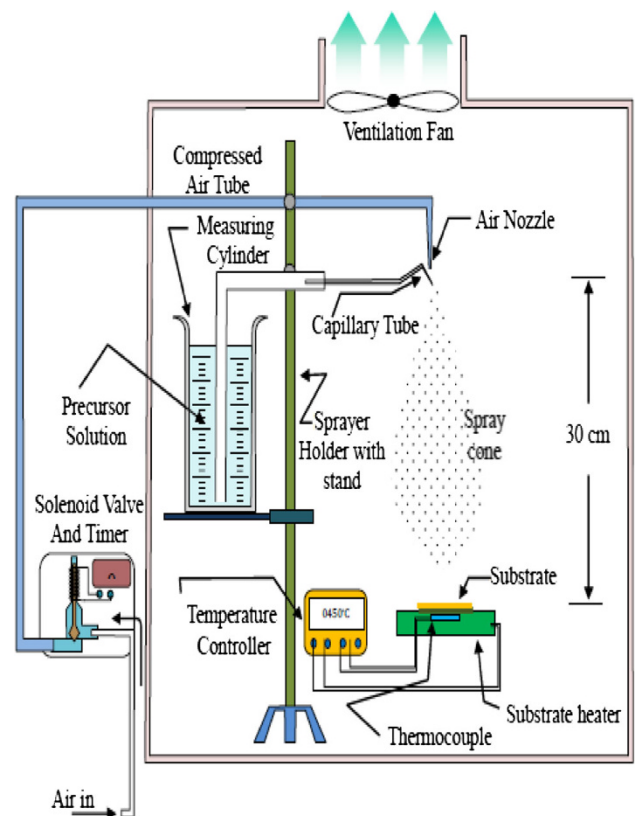 Ventilation Fan
Compressed
Air Tube
Measuring
Cylinder
Air Nozzle
Capillary Tube
Precursor
Solution
Sprayer
Holder with
stand
Spray
cone
30 cm
Solenoid Valve
And Timer
Substrate
Temperature
Controller
0450°C
Substrate heater
Thermocouple
Air in